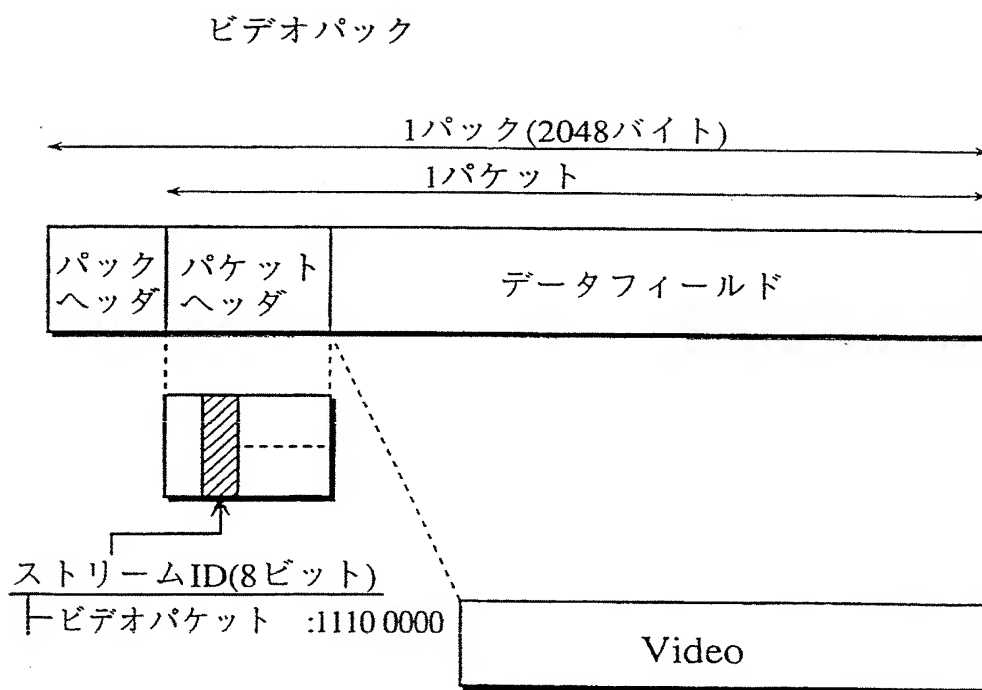 ビデオパック
1パック(2048バイト)
1パケット
パック
ヘッダ
パケット
ヘッダ
データフィールド
ストリームID(8ビット)
ビデオパケット :1110 0000
Video